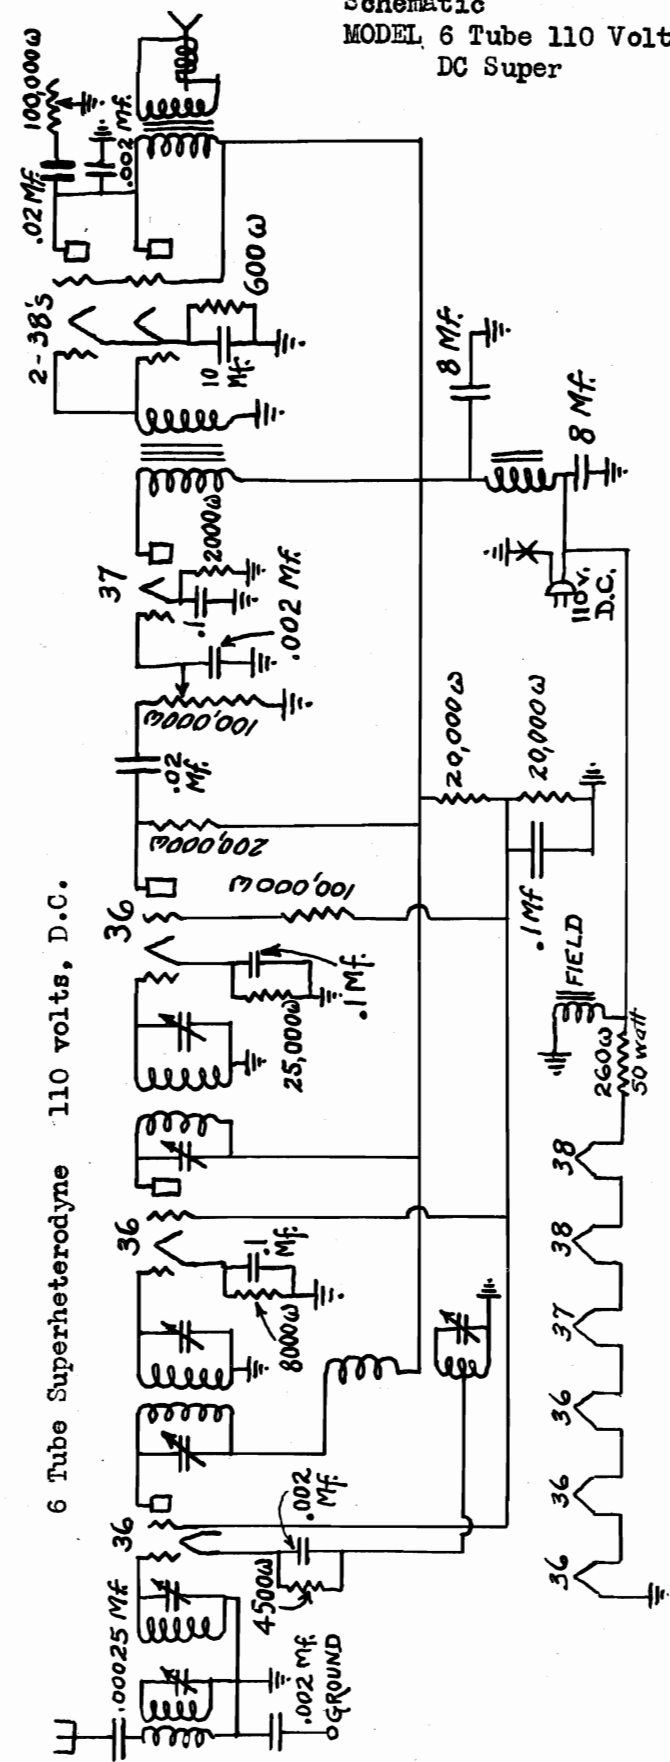 Schematic
MODEL 6 Tube 110 Volt
DC Super
6 Tube Superheterodyne 110 volts, D.C.
.00025 Mf
.002 Mf.
GROUND
36
4500ω
.002
Mf.
36
8000ω
.1
Mf.
36
25,000ω
.1 Mf.
100,000ω
200,000ω
.02
Mf.
100,000ω
.002 Mf.
37
.1
2000ω
2-38's
10
Mf.
600ω
.02 Mf.
100,000ω
.002 Mf.
8 Mf.
8 Mf.
110 v.
D.C.
20,000ω
20,000ω
.1 Mf
FIELD
260ω
50 watt
36
36
36
37
38
38